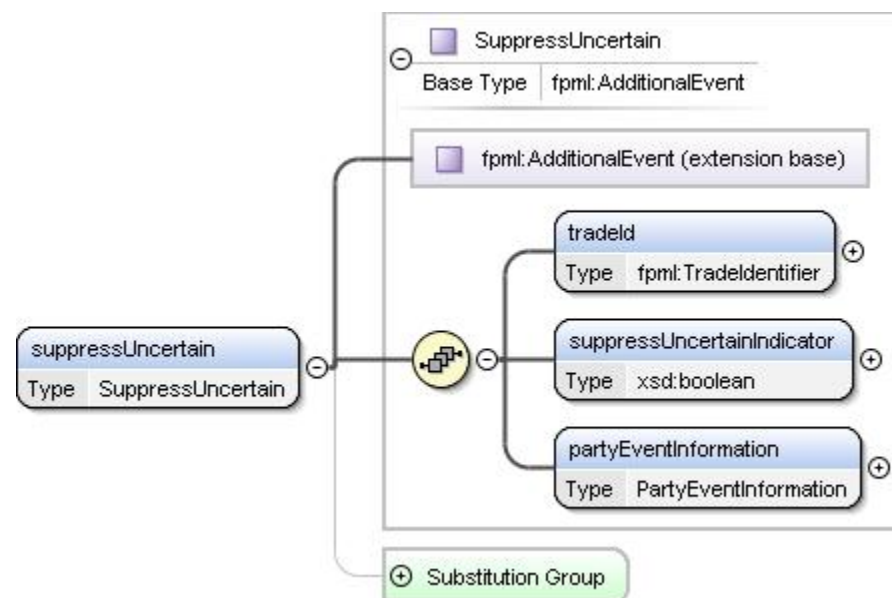 SuppressUncertain
Base Type fpml:AdditionalEvent
fpml:AdditionalEvent (extension base)
tradeId
Type fpml:TradeIdentifier
suppressUncertain
Type SuppressUncertain
suppressUncertainIndicator
Type xsd:boolean
partyEventInformation
Type PartyEventInformation
Substitution Group